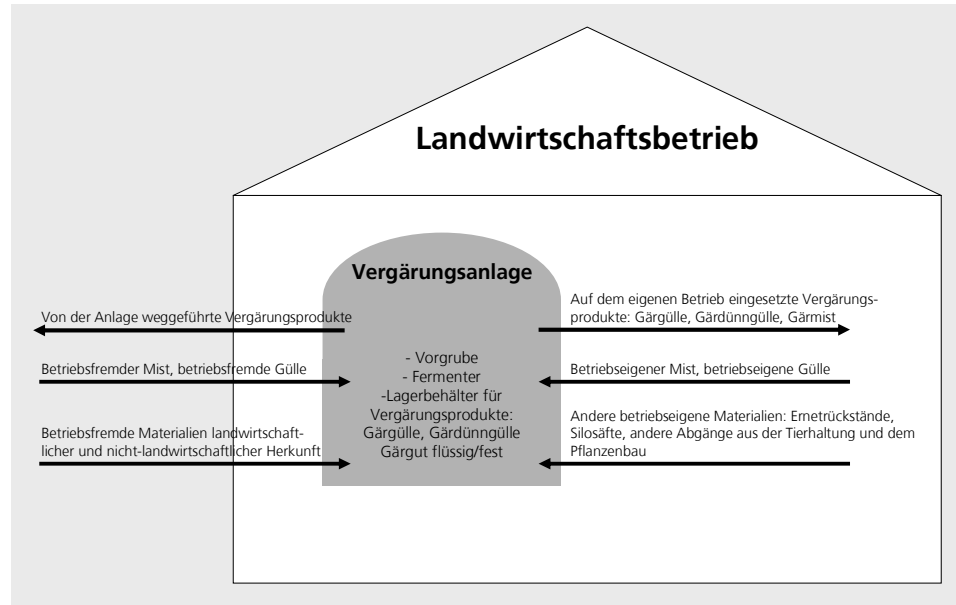 Landwirtschaftsbetrieb
Vergärungsanlage
Von der Anlage weggeführte Vergärungsprodukte
Auf dem eigenen Betrieb eingesetzte Vergärungs-
produkte: Gärgülle, Gärdünngülle, Gärmist
Betriebsfremder Mist, betriebsfremde Gülle
- Vorgrube
- Fermenter
-Lagerbehälter für
Vergärungsprodukte:
Gärgülle, Gärdünngülle
Gärgut flüssig/fest
Betriebseigener Mist, betriebseigene Gülle
Betriebsfremde Materialien landwirtschaft-
licher und nicht-landwirtschaftlicher Herkunft
Andere betriebseigene Materialien: Ernetrückstände,
Silosäfte, andere Abgänge aus der Tierhaltung und dem
Pflanzenbau